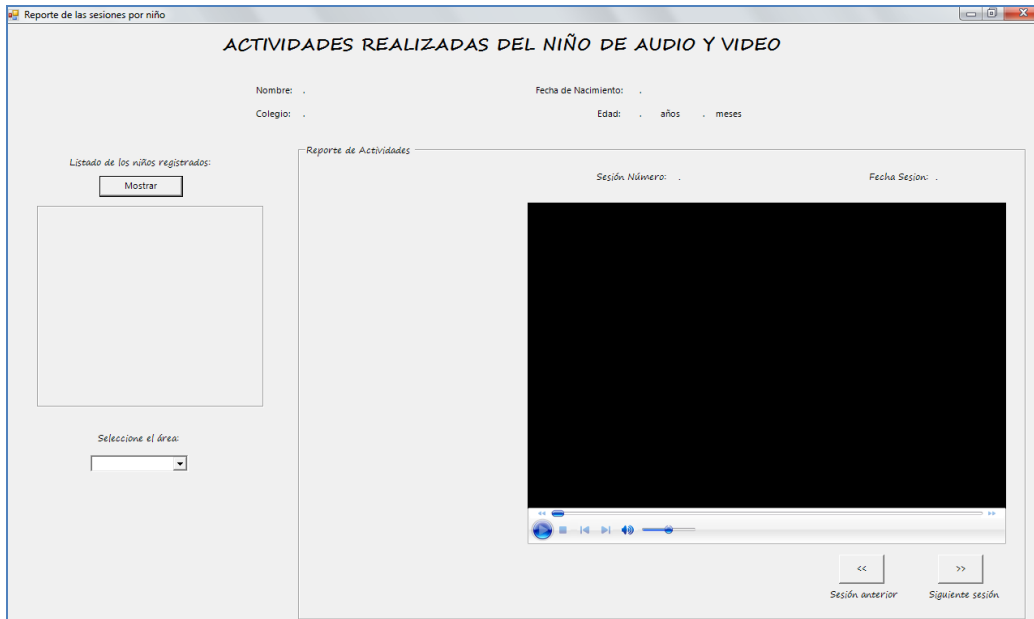 Reporte de las sesiones por niño
ACTIVIDADES REALIZADAS DEL NIÑO DE AUDIO Y VIDEO
Nombre: .
Fecha de Nacimiento: .
Colegio: .
Edad: . años . meses
Listado de los niños registrados:
Mostrar
Seleccione el área:
Reporte de Actividades
Sesión Número: .
Fecha Sesion: .
<<
>>
Sesión anterior
Siguiente sesión